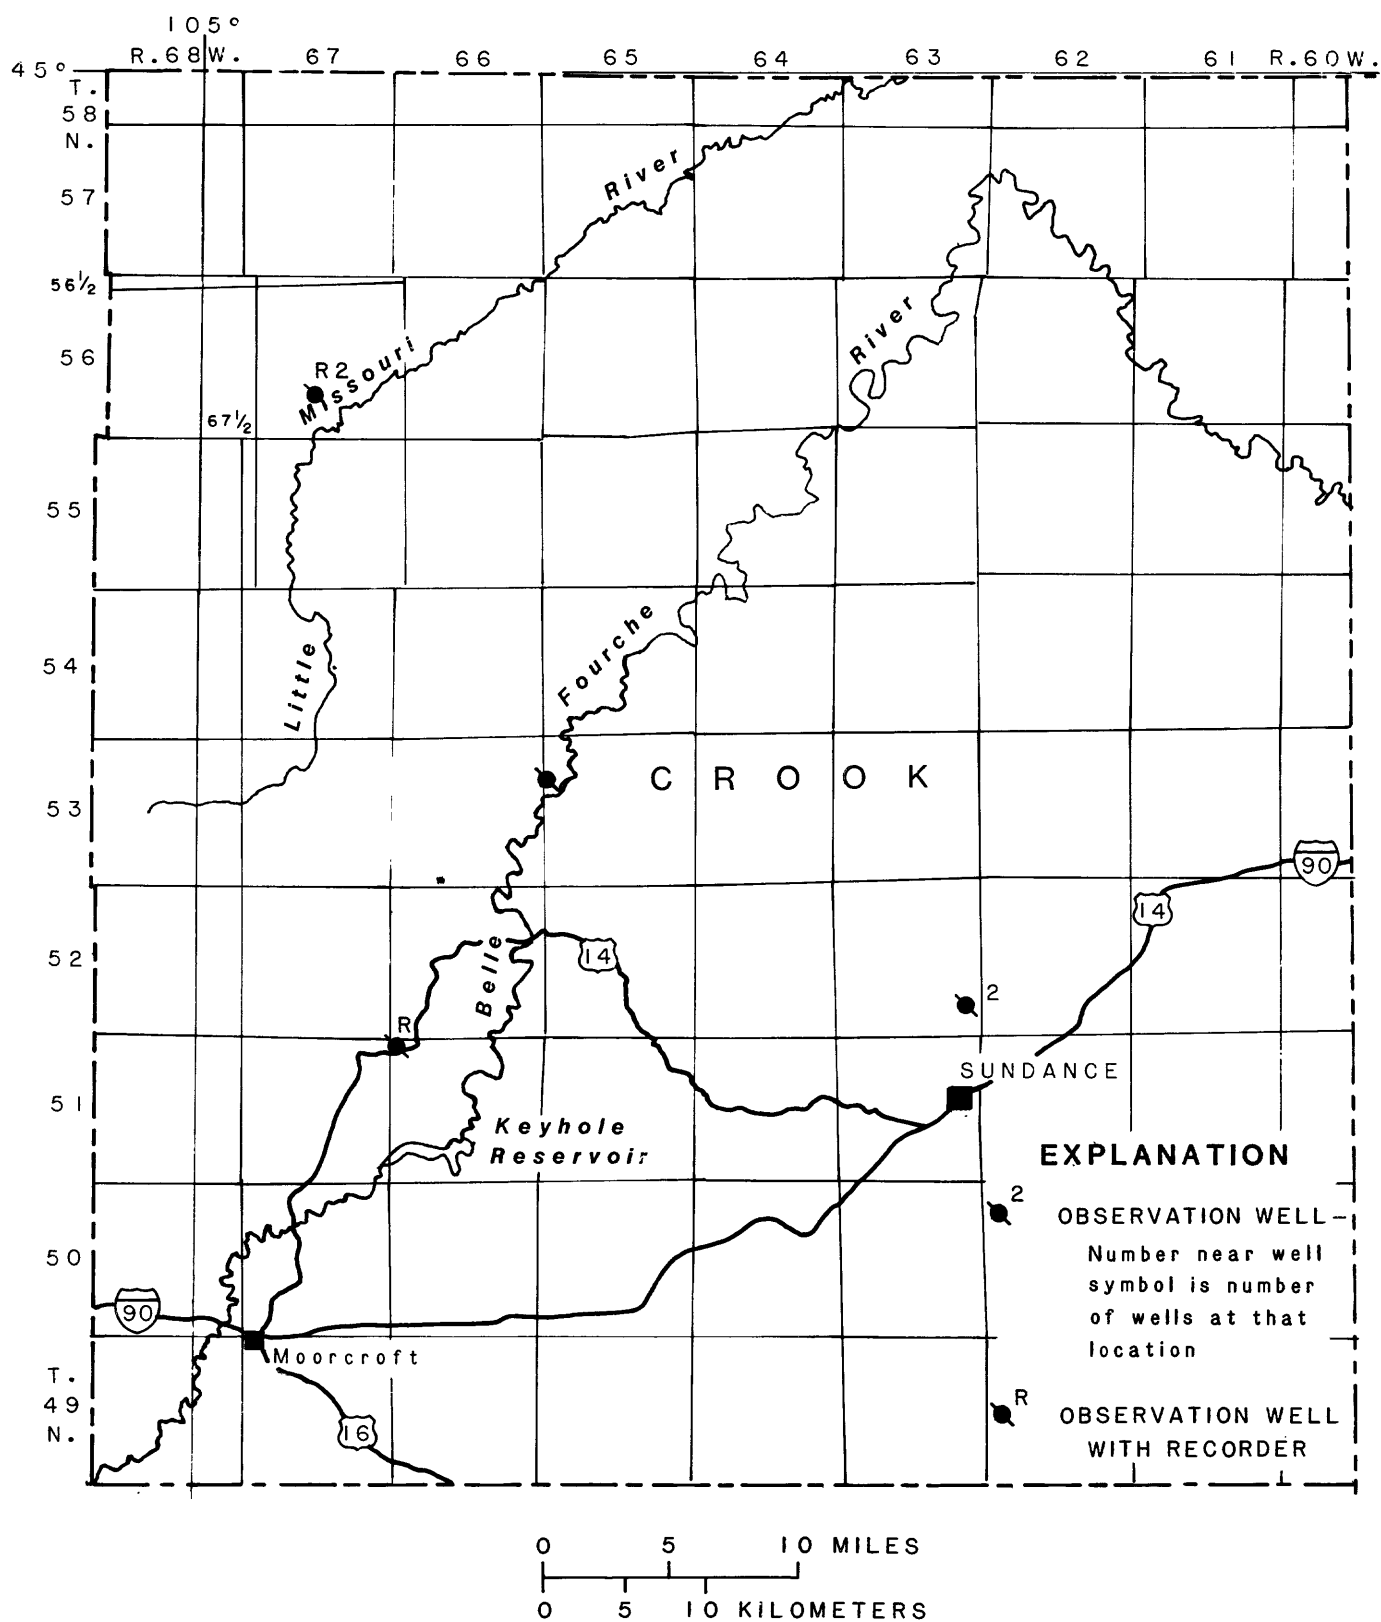 105°
R.68W. 67 66 65 64 63 62 61 R.60W.
45°
T.
58
N.
57
River
56½
56
River
R2
Missouri
67½
55
Fourche
54
Little
C R O O K
53
90
14
52
Belle
14
2
R
SUNDANCE
51
Keyhole
Reservoir
EXPLANATION
2
OBSERVATION WELL—
Number near well
symbol is number
of wells at that
location
50
90
Moorcroft
T.
49
N.
16
R
OBSERVATION WELL
WITH RECORDER
0 5 10 MILES
0 5 10 KILOMETERS